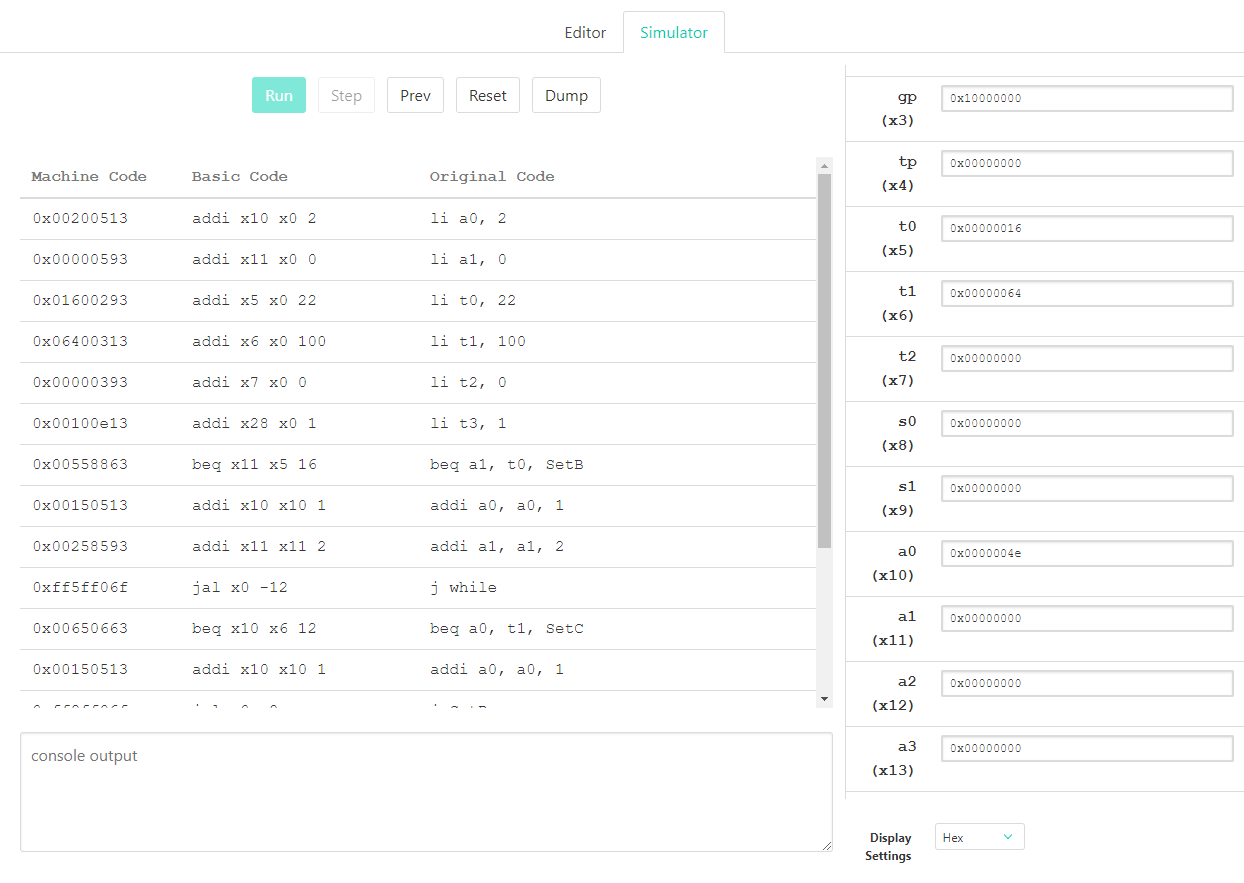 Editor Simulator
Run Step Prev Reset Dump
Machine Code Basic Code Original Code
0x00200513 addi x10 x0 2 li a0, 2
0x00000593 addi x11 x0 0 li a1, 0
0x01600293 addi x5 x0 22 li t0, 22
0x06400313 addi x6 x0 100 li t1, 100
0x00000393 addi x7 x0 0 li t2, 0
0x00100e13 addi x28 x0 1 li t3, 1
0x00558863 beq x11 x5 16 beq a1, t0, SetB
0x00150513 addi x10 x10 1 addi a0, a0, 1
0x00258593 addi x11 x11 2 addi a1, a1, 2
0xff5ff06f jal x0 -12 j while
0x00650663 beq x10 x6 12 beq a0, t1, SetC
0x00150513 addi x10 x10 1 addi a0, a0, 1
console output
gp 0x10000000
(x3)
tp 0x00000000
(x4)
t0 0x00000016
(x5)
t1 0x00000064
(x6)
t2 0x00000000
(x7)
s0 0x00000000
(x8)
s1 0x00000000
(x9)
a0 0x0000004e
(x10)
a1 0x00000000
(x11)
a2 0x00000000
(x12)
a3 0x00000000
(x13)
Display Hex
Settings